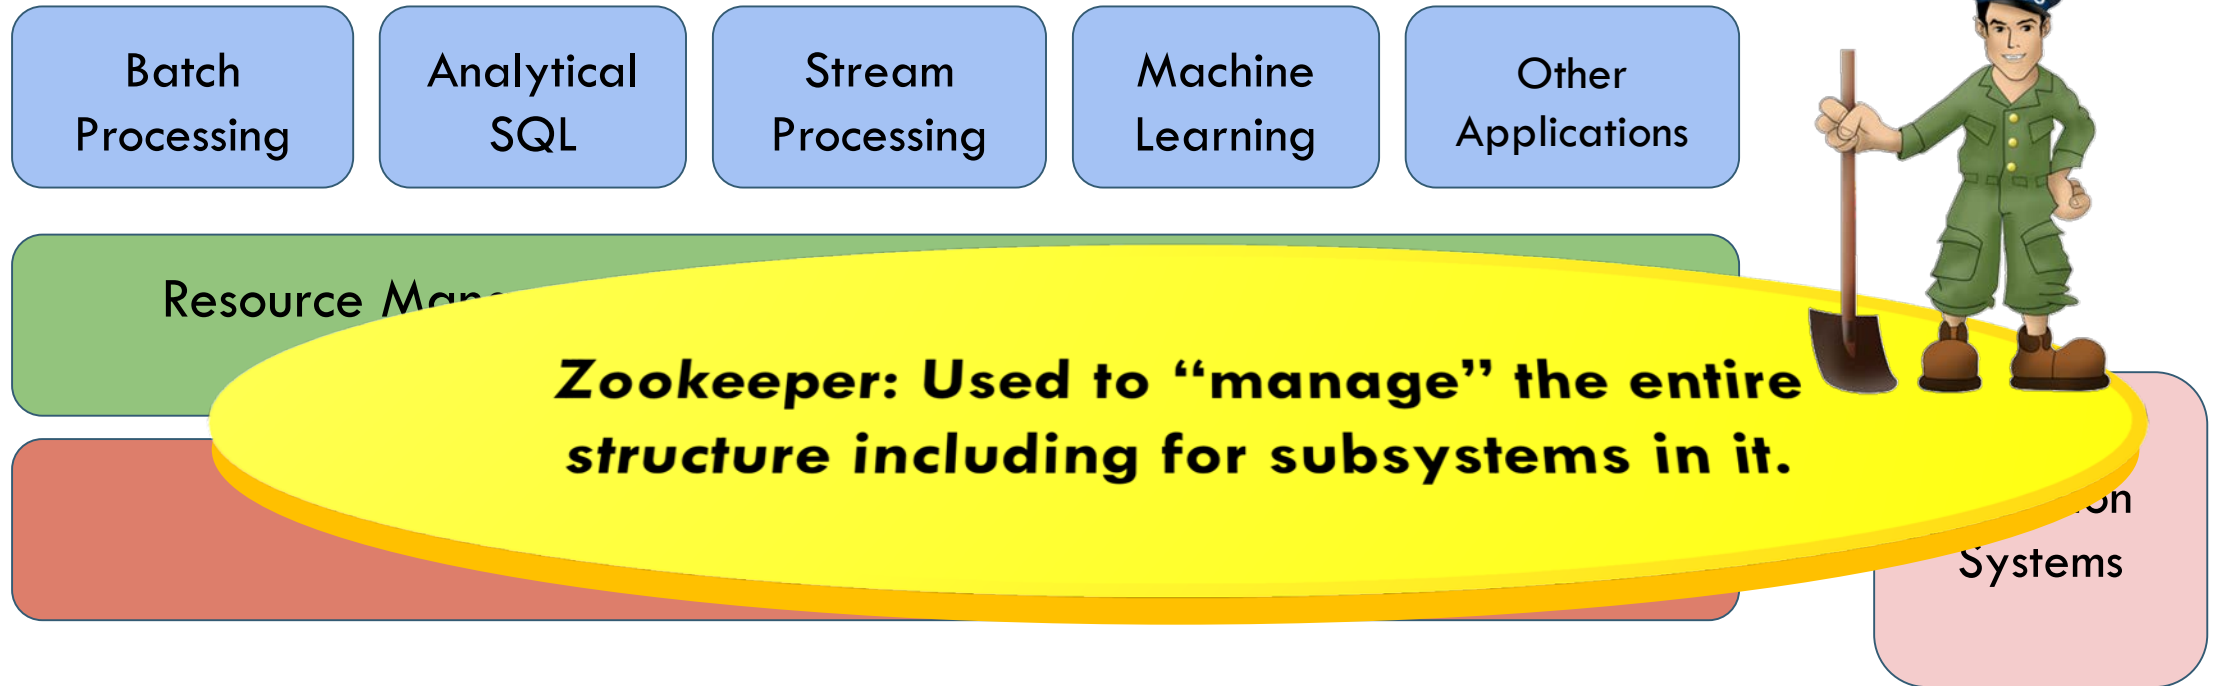 Batch
Processing
Analytical
SQL
Stream
Processing
Machine
Learning
Other
Applications
Resource
Zookeeper: Used to “manage” the entire
structure including for subsystems in it.
Systems